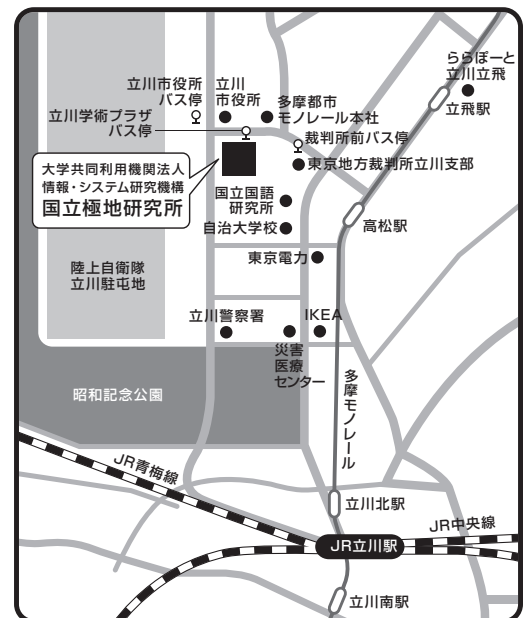 ららぽーと
立川立飛
立飛駅
立川市役所
バス停
立川
市役所
多摩都市
モノレール本社
立川学術プラザ
バス停
裁判所前バス停
東京地方裁判所立川支部
大学共同利用機関法人
情報・システム研究機構
国立極地研究所
国立国語
研究所
自治大学校
高松駅
東京電力
陸上自衛隊
立川駐屯地
立川警察署
IKEA
災害
医療
センター
昭和記念公園
多摩モノレール
JR青梅線
立川北駅
JR中央線
JR立川駅
立川南駅